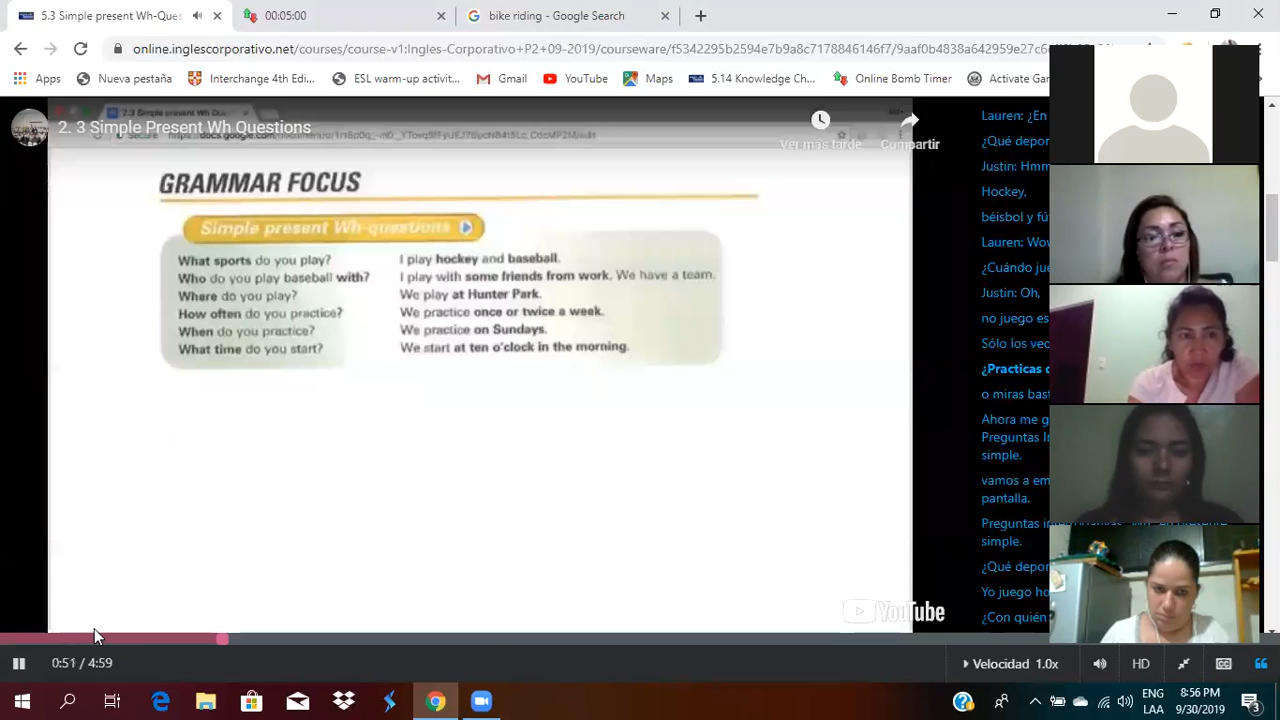 5.3 Simple Present Wh-Ques
00:05:00
bike riding - Google Search
online.inglescorporativo.net/courses/course-v1:Ingles-Corporativo+P2+09-2019/courseware/
Apps
Nueva pestaña
Interchange 4th Edi...
ESL warm-up activit...
Gmail
YouTube
Maps
5.14 Knowledge Ch...
Online Bomb Timer
Activate Gam
2. 3 Simple Present Wh Questions
Ver más tarde
Compartir
GRAMMAR FOCUS
Simple present Wh-questions
What sports do you play? I play hockey and baseball.
Who do you play baseball with? I play with some friends from work. We have a team.
Where do you play? We play at Hunter Park.
How often do you practice? We practice once or twice a week.
When do you practice? We practice on Sundays.
What time do you start? We start at ten o'clock in the morning.
YouTube
Lauren: ¿En
¿Qué depor
Justin: Hmm
Hockey,
béisbol y fú
Lauren: Wow
¿Cuándo jue
Justin: Oh,
no juego es
Sólo los vec
¿Practicas d
o miras bast
Ahora me g
Preguntas I
simple.
vamos a em
pantalla.
Preguntas
simple.
¿Qué depor
Yo juego ho
¿Con quién
0:51 / 4:59
Velocidad 1.0x
HD
ENG
LAA
8:56 PM
9/30/2019
3